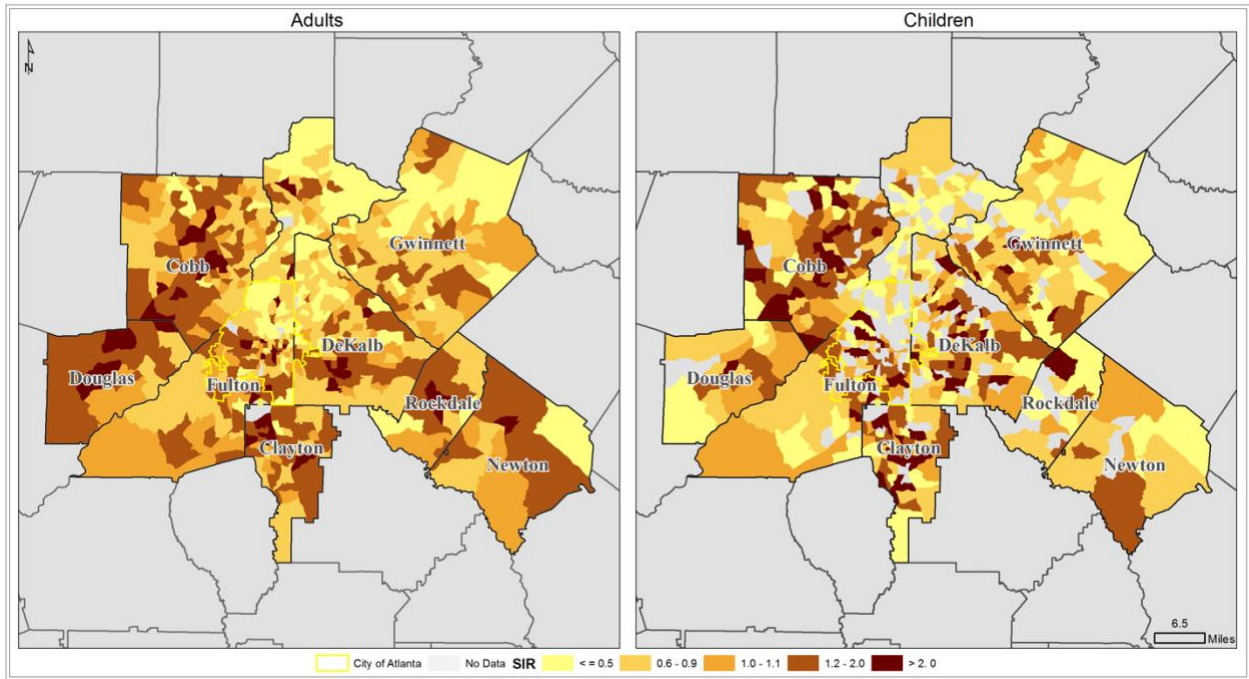 Adults
Children
N
Cobb
Gwinnett
DeKalb
Douglas
Fulton
Rockdale
Clayton
Newton
Cobb
Gwinnett
DeKalb
Douglas
Fulton
Rockdale
Clayton
Newton
6.5
Miles
City of Atlanta No Data SIR < = 0.5 0.6 - 0.9 1.0 - 1.1 1.2 - 2.0 > 2. 0